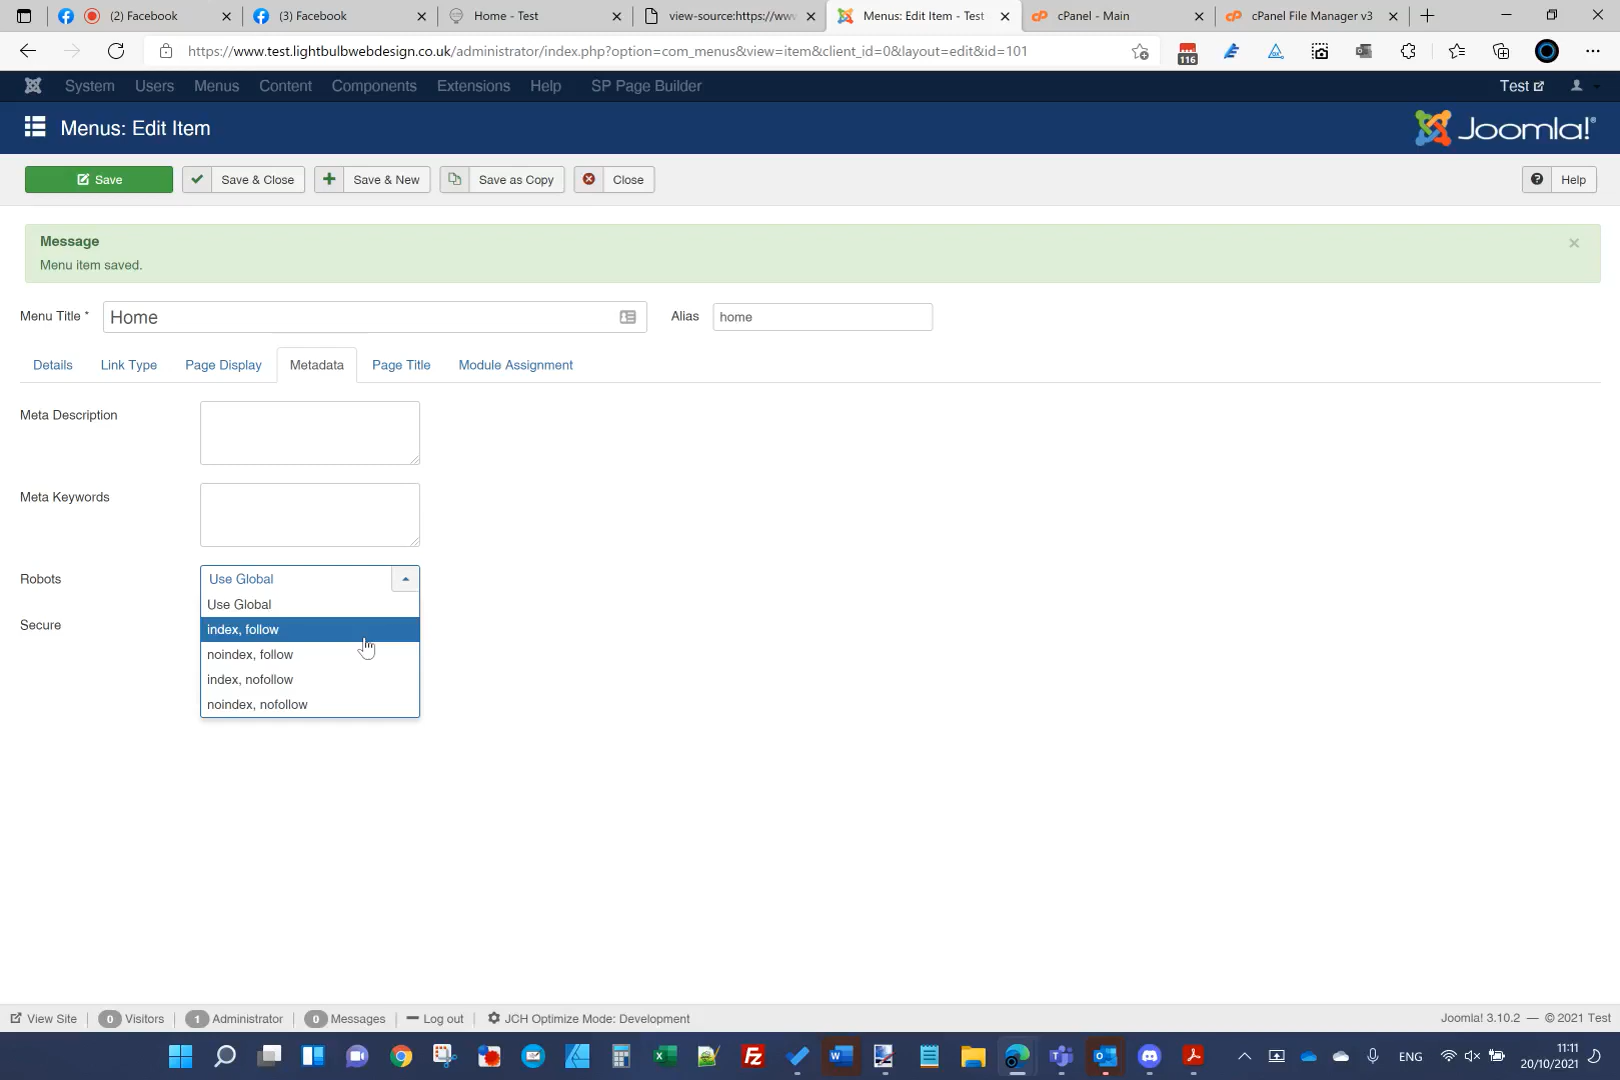 (2) Facebook
(3) Facebook
Home - Test
view-source:https://www
Menus: Edit Item - Test
cPanel - Main
cPanel File Manager v3
https://www.test.lightbulbwebdesign.co.uk/administrator/index.php?option=com_menus&view=item&client_id=0&layout=edit&id=101
116
System Users Menus Content Components Extensions Help SP Page Builder Test
Menus: Edit Item
Joomla!®
Save
Save & Close
Save & New
Save as Copy
Close
Help
Message
Menu item saved.
Menu Title * Home Alias home
Details Link Type Page Display Metadata Page Title Module Assignment
Meta Description
Meta Keywords
Robots Use Global
Use Global
Secure
index, follow
noindex, follow
index, nofollow
noindex, nofollow
View Site 0 Visitors 1 Administrator 0 Messages Log out JCH Optimize Mode: Development
Joomla! 3.10.2 — © 2021 Test
ENG
11:11
20/10/2021